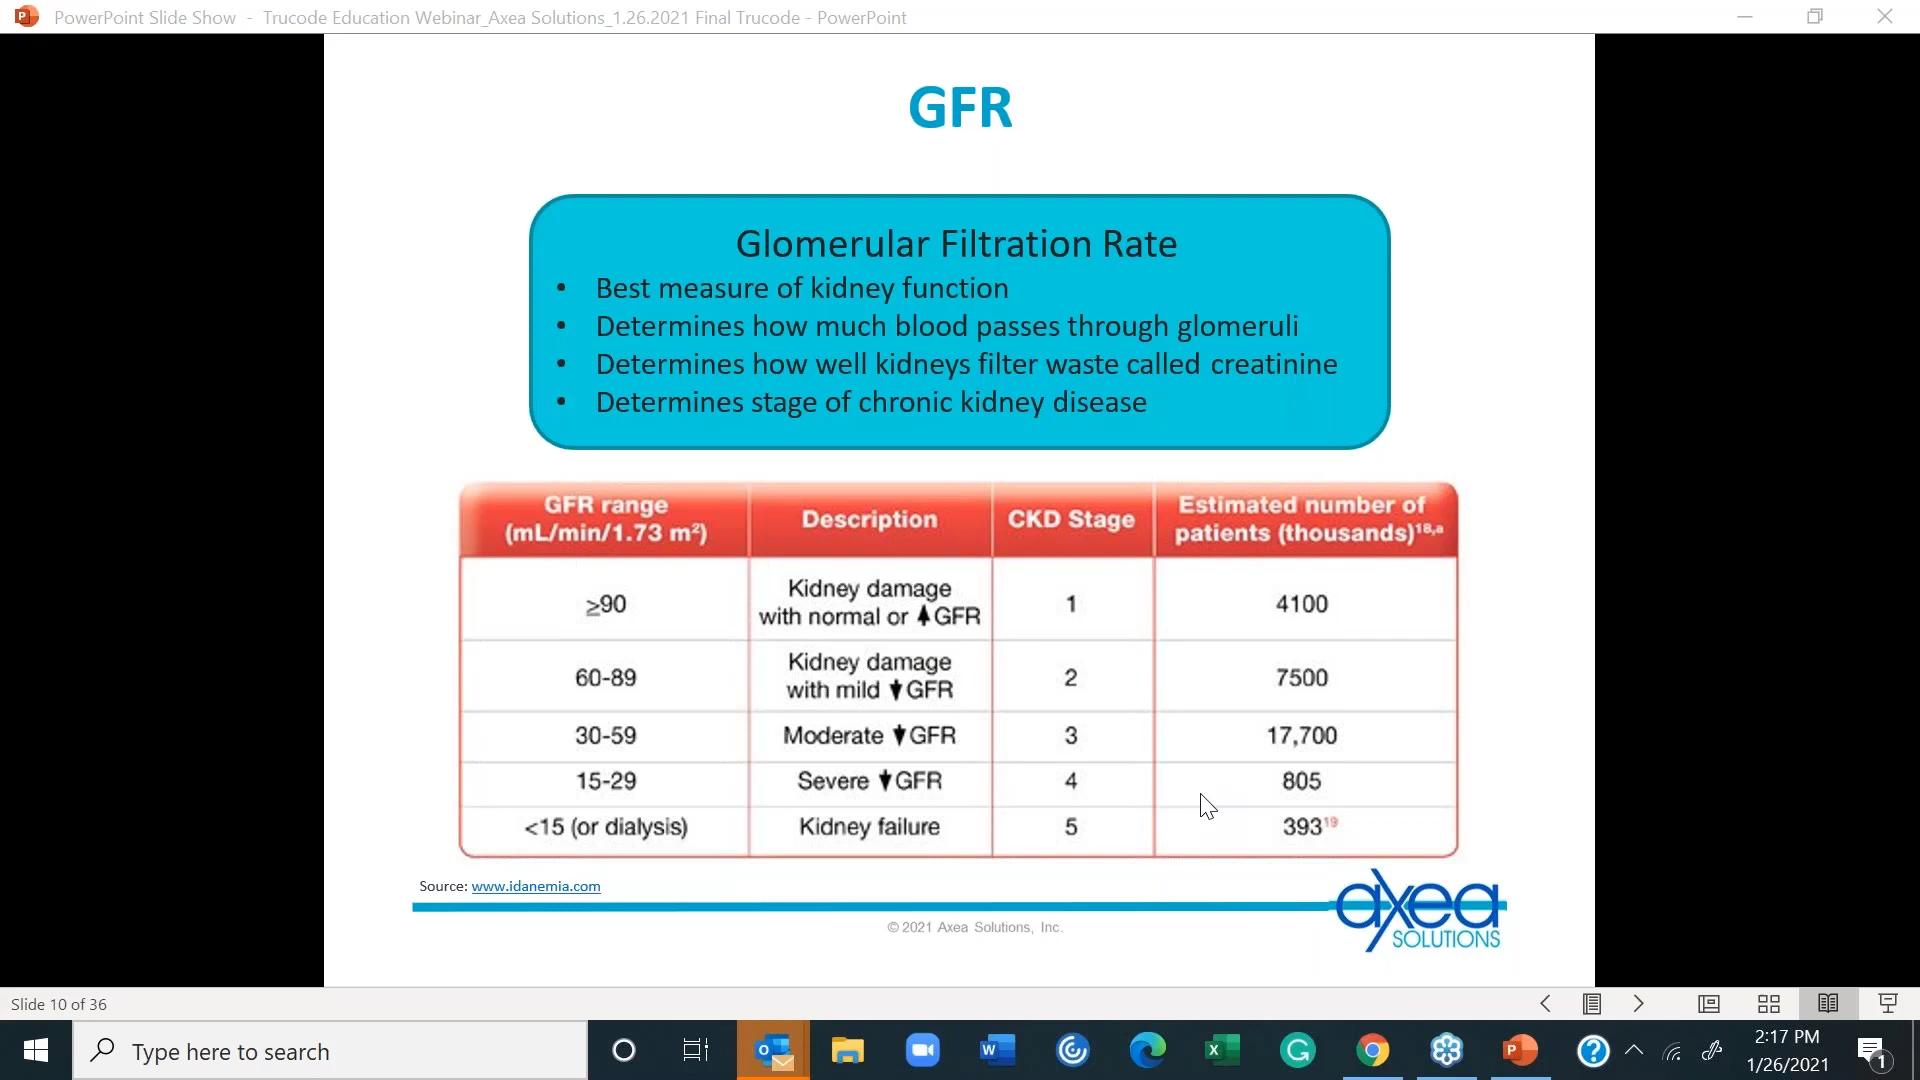 PowerPoint Slide Show - Trucode Education Webinar_Axea Solutions_1.26.2021 Final Trucode - PowerPoint
GFR
Glomerular Filtration Rate
• Best measure of kidney function
• Determines how much blood passes through glomeruli
• Determines how well kidneys filter waste called creatinine
• Determines stage of chronic kidney disease
GFR range (mL/min/1.73 m²) Description CKD Stage Estimated number of patients (thousands)¹⁸,ᵃ
≥90 Kidney damage with normal or ↑GFR 1 4100
60-89 Kidney damage with mild ↓GFR 2 7500
30-59 Moderate ↓GFR 3 17,700
15-29 Severe ↓GFR 4 805
<15 (or dialysis) Kidney failure 5 393¹⁹
Source: www.idanemia.com
axea
SOLUTIONS
© 2021 Axea Solutions, Inc.
Slide 10 of 36
Type here to search
2:17 PM
1/26/2021
1